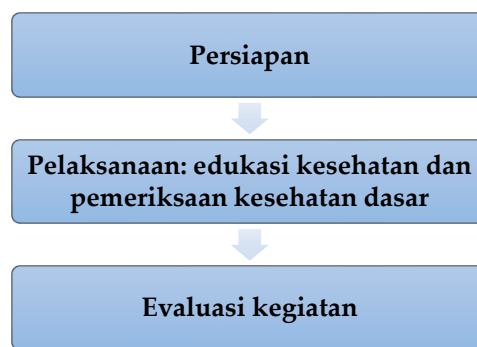 Persiapan
Pelaksanaan: edukasi kesehatan dan
pemeriksaan kesehatan dasar
Evaluasi kegiatan